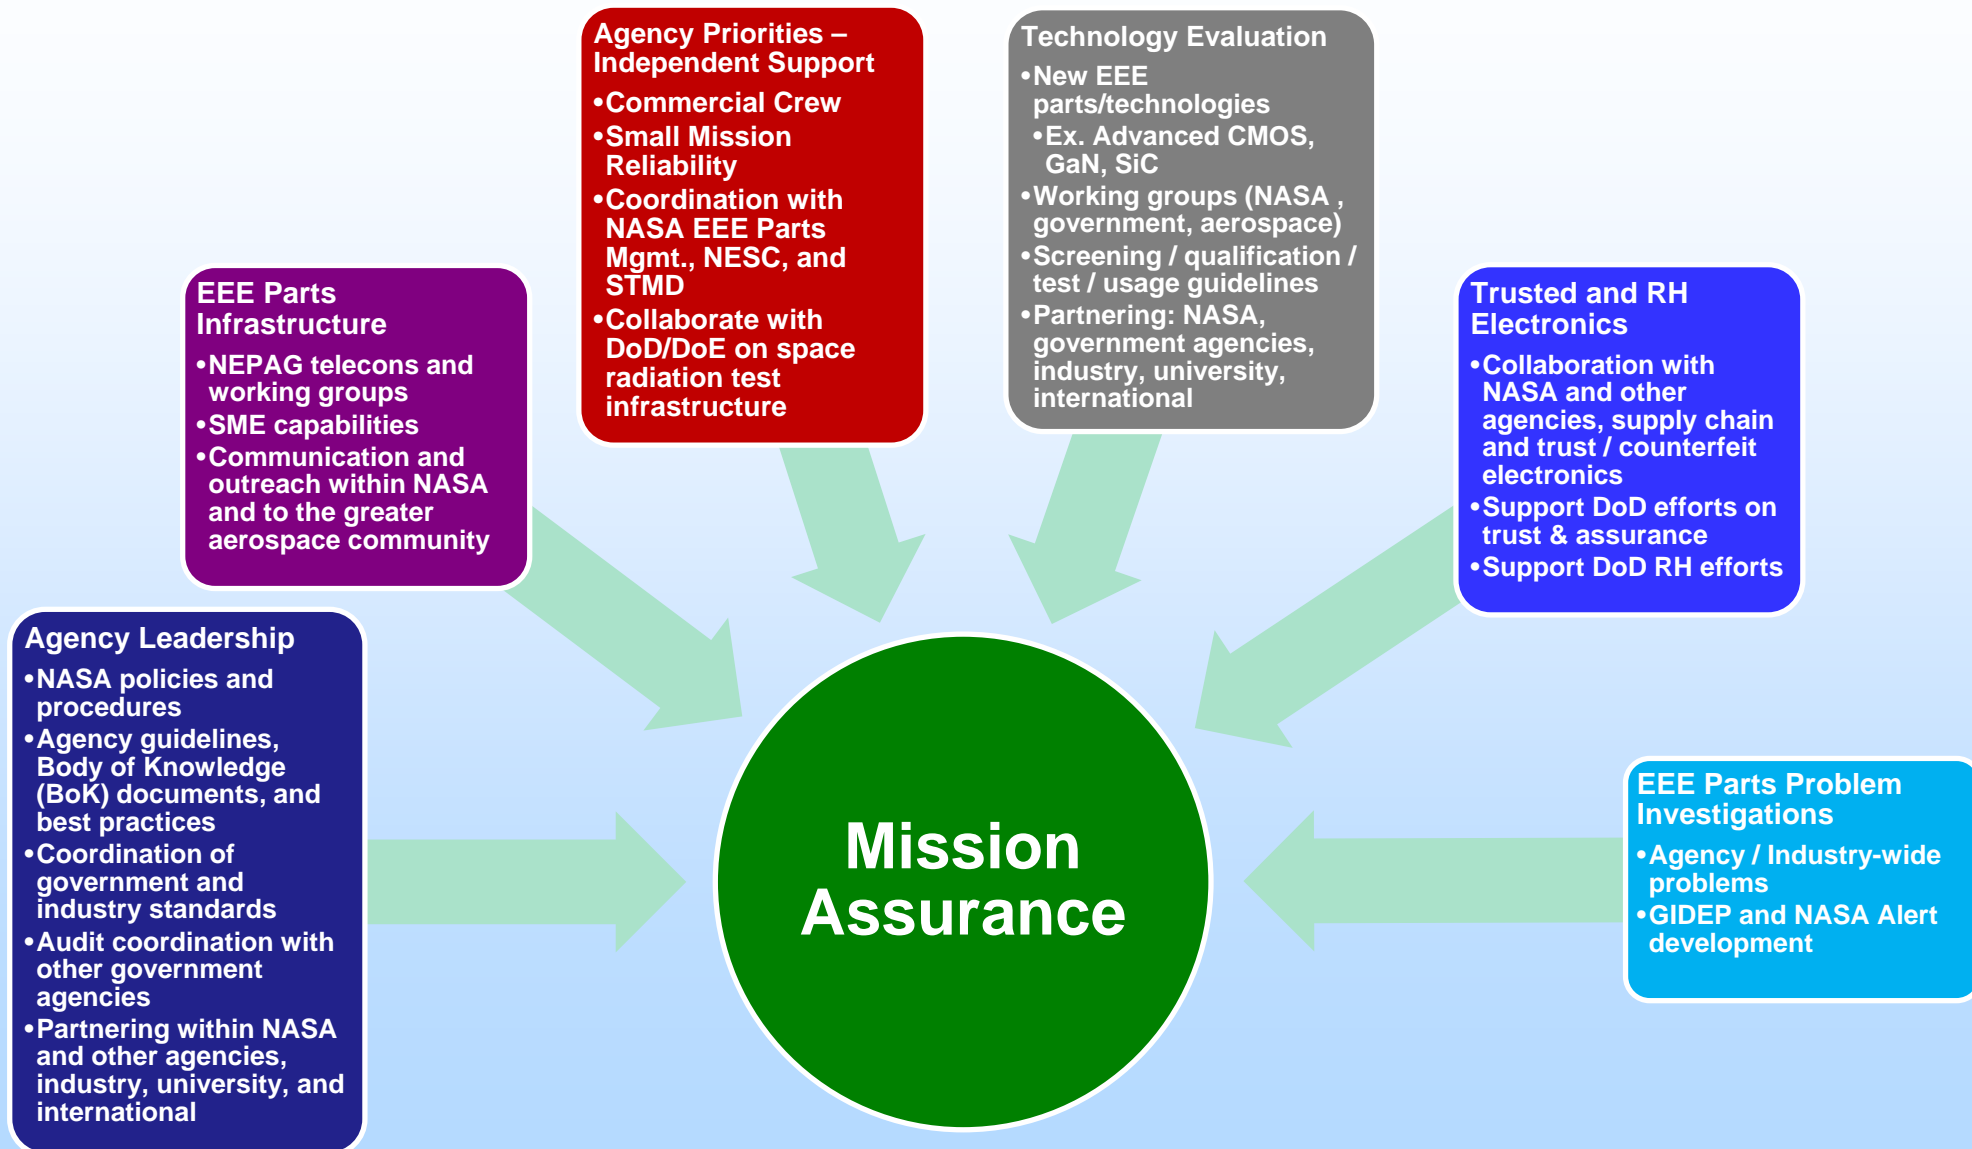 Agency Priorities –
Independent Support
•Commercial Crew
•Small Mission
Reliability
•Coordination with
NASA EEE Parts
Mgmt., NESC, and
STMD
•Collaborate with
DoD/DoE on space
radiation test
infrastructure
Technology Evaluation
•New EEE
parts/technologies
•Ex. Advanced CMOS,
GaN, SiC
•Working groups (NASA ,
government, aerospace)
•Screening / qualification /
test / usage guidelines
•Partnering: NASA,
government agencies,
industry, university,
international
EEE Parts
Infrastructure
•NEPAG telecons and
working groups
•SME capabilities
•Communication and
outreach within NASA
and to the greater
aerospace community
Trusted and RH
Electronics
•Collaboration with
NASA and other
agencies, supply chain
and trust / counterfeit
electronics
•Support DoD efforts on
trust & assurance
•Support DoD RH efforts
Agency Leadership
•NASA policies and
procedures
•Agency guidelines,
Body of Knowledge
(BoK) documents, and
best practices
•Coordination of
government and
industry standards
•Audit coordination with
other government
agencies
•Partnering within NASA
and other agencies,
industry, university, and
international
Mission
Assurance
EEE Parts Problem
Investigations
•Agency / Industry-wide
problems
•GIDEP and NASA Alert
development